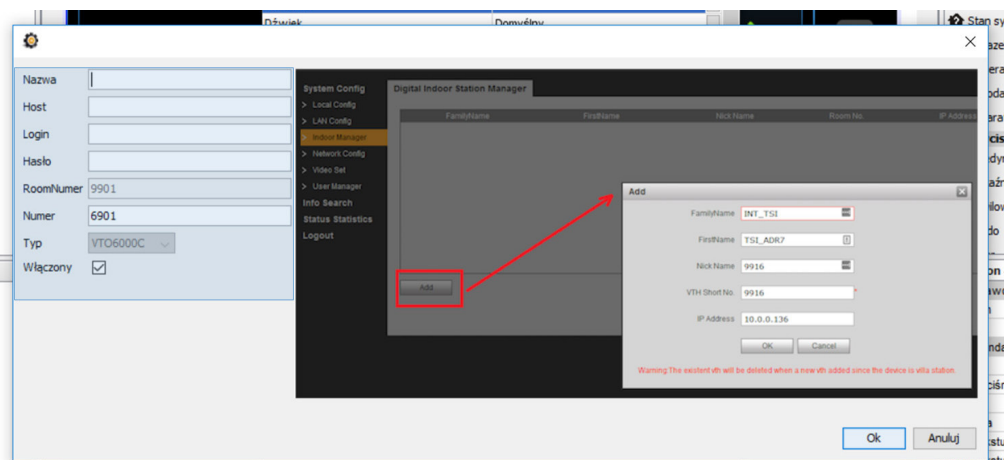 Dźwięk Domyślny
Stan sy
Nazwa
Host
Login
Hasło
RoomNumer 9901
Numer 6901
Typ VTO6000C
Włączony
System Config
> Local Config
> LAN Config
> Indoor Manager
> Network Config
> Video Set
> User Manager
Info Search
Status Statistics
Logout
Digital Indoor Station Manager
FamilyName FirstName Nick Name Room No. IP Address
Add
Add
FamilyName INT_TSI
FirstName TSI_ADR7
Nick Name 9916
VTH Short No. 9916 *
IP Address 10.0.0.136
OK Cancel
Warning:The existent vth will be deleted when a new vth added since the device is villa station.
Ok Anuluj